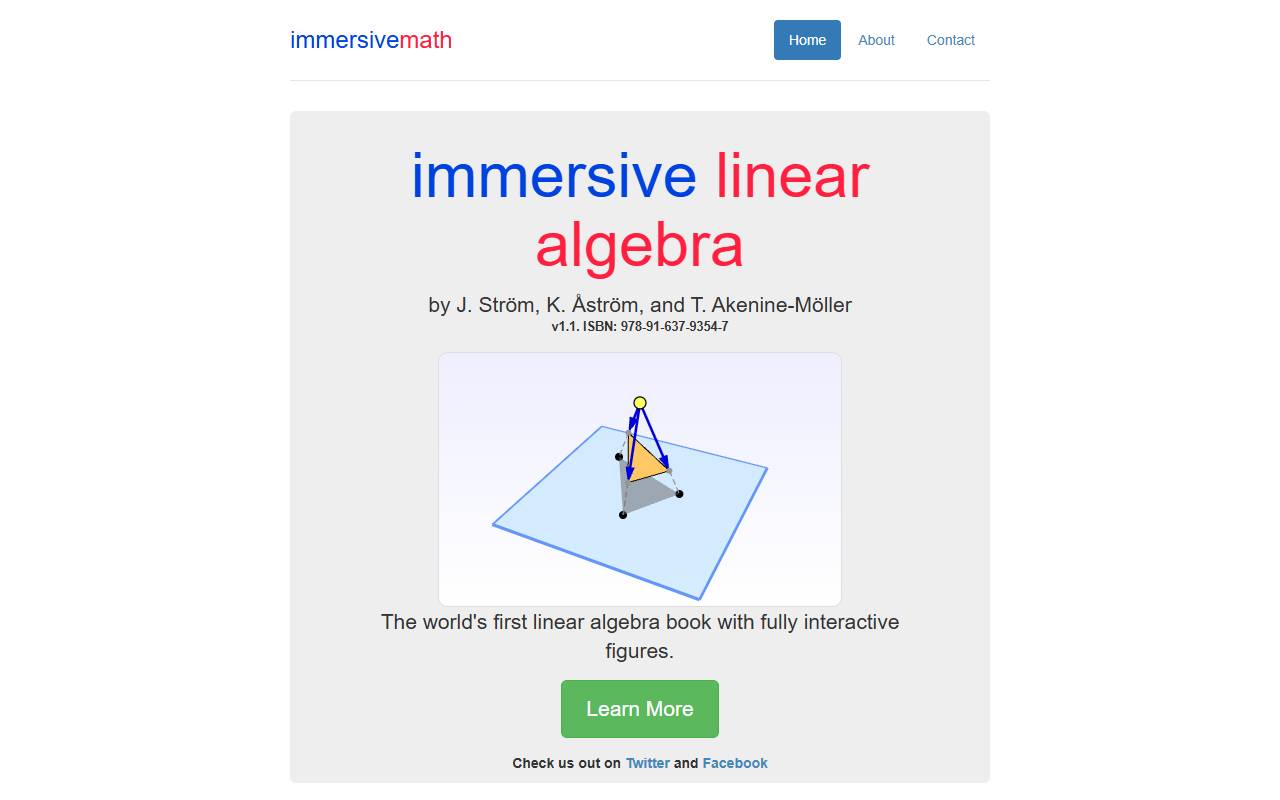 immersivemath
Home
About
Contact
immersive linear
algebra
by J. Ström, K. Åström, and T. Akenine-Möller
v1.1. ISBN: 978-91-637-9354-7
The world's first linear algebra book with fully interactive
figures.
Learn More
Check us out on Twitter and Facebook